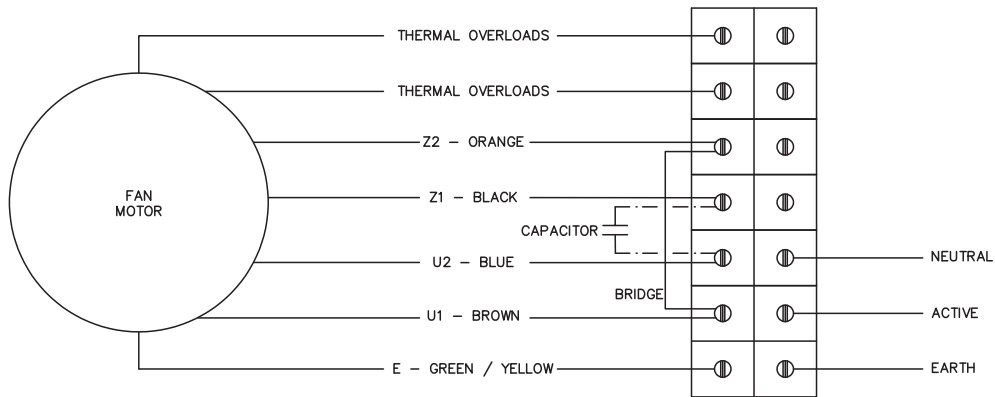 THERMAL OVERLOADS
THERMAL OVERLOADS
Z2 – ORANGE
FAN
MOTOR
Z1 – BLACK
CAPACITOR
U2 – BLUE
NEUTRAL
BRIDGE
U1 – BROWN
ACTIVE
E – GREEN / YELLOW
EARTH